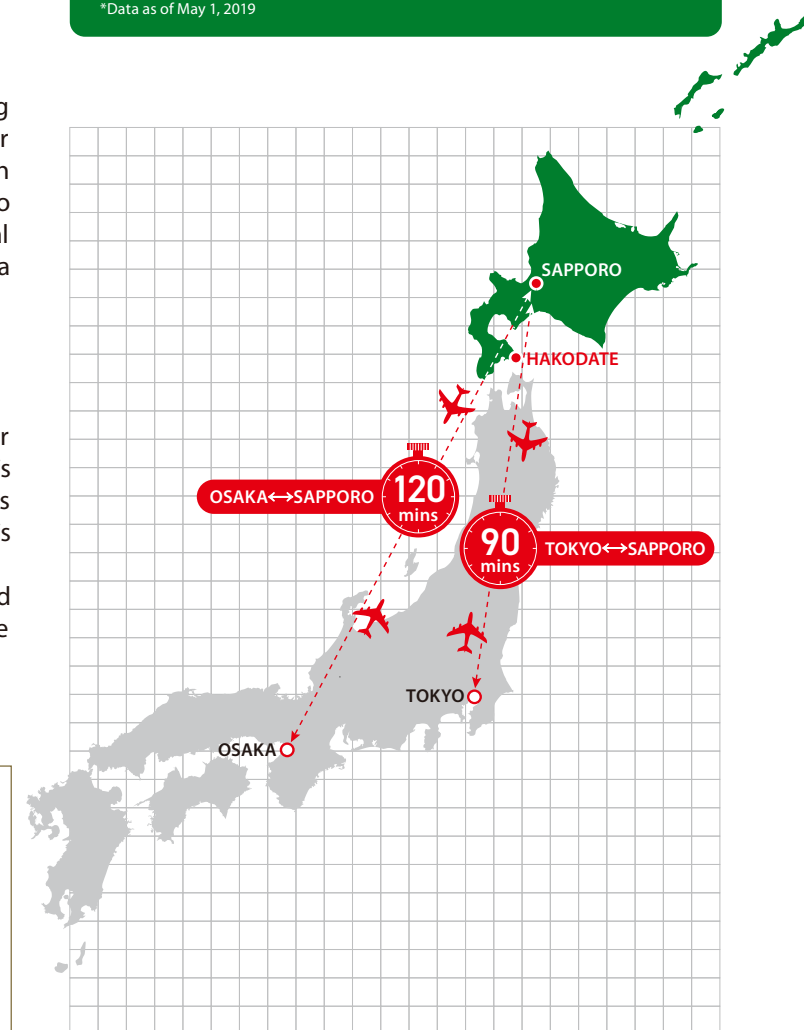 *Data as of May 1, 2019
SAPPORO
HAKODATE
OSAKA↔SAPPORO
120
mins
90
mins
TOKYO↔SAPPORO
TOKYO
OSAKA